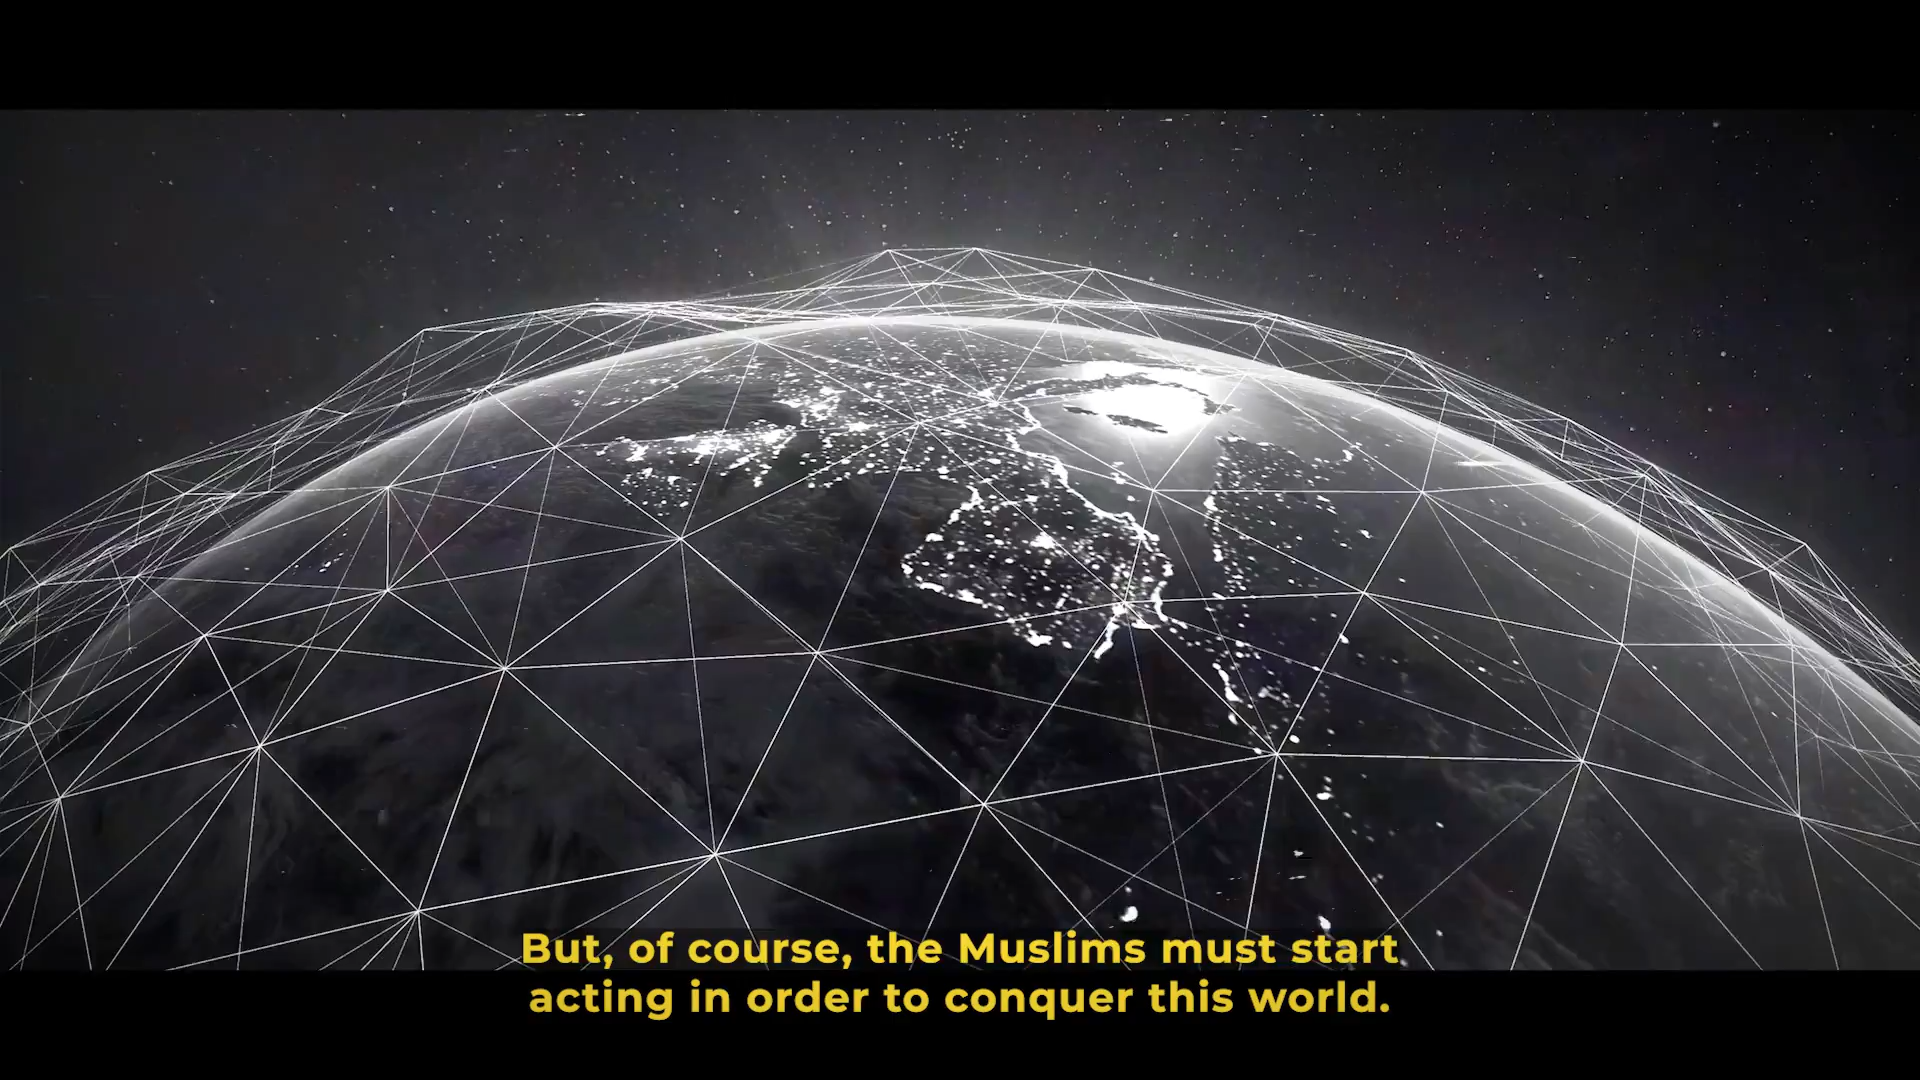 But, of course, the Muslims must start
acting in order to conquer this world.